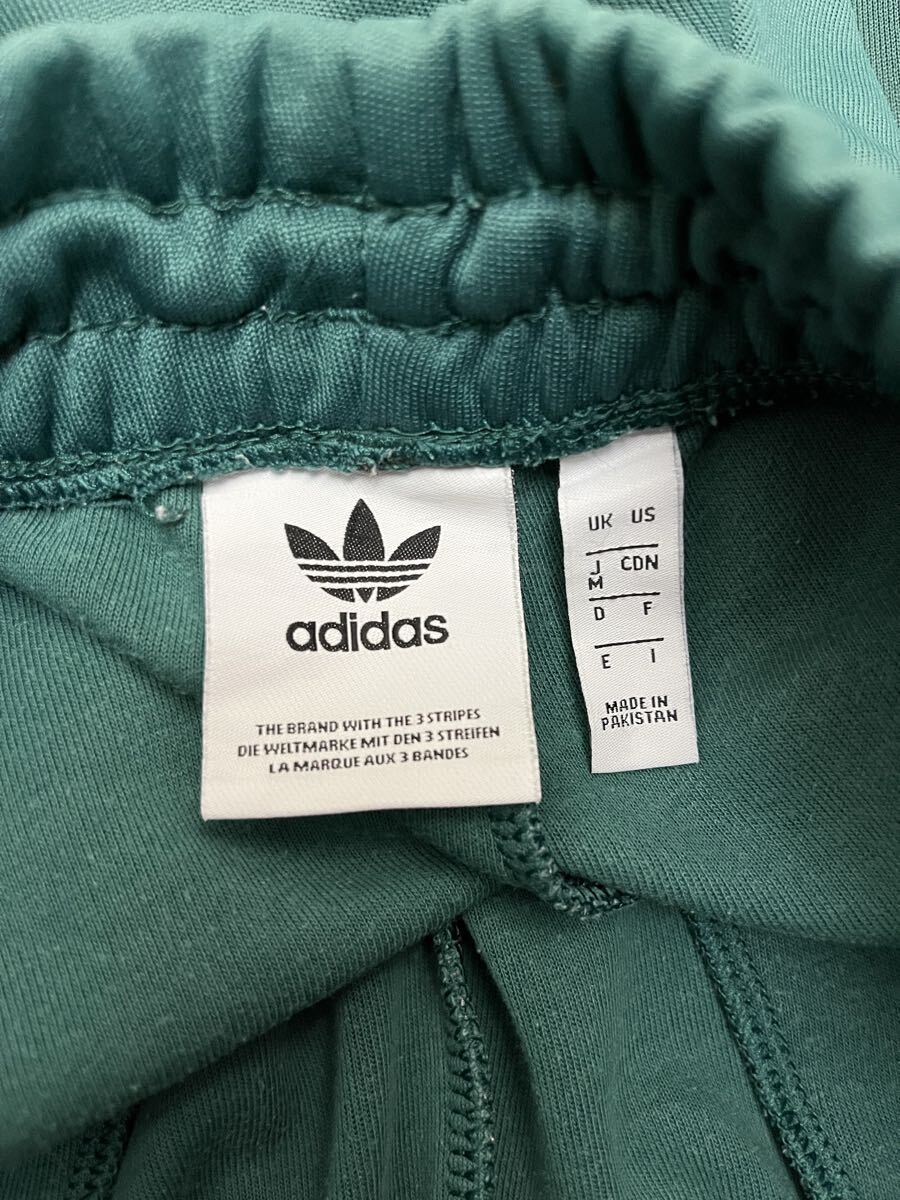 adidas
THE BRAND WITH THE 3 STRIPES
DIE WELTMARKE MIT DEN 3 STREIFEN
LA MARQUE AUX 3 BANDES
UK US
J CDN
M
D F
E I
MADE IN
PAKISTAN